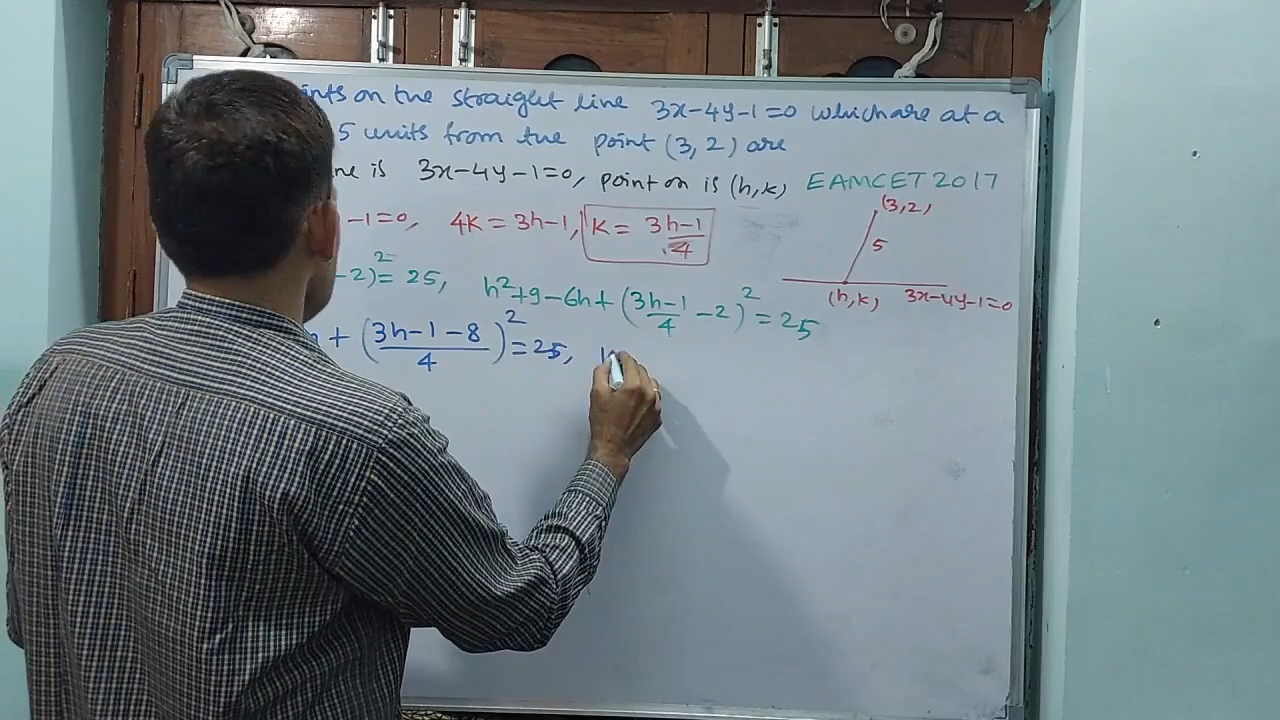 on the straight line 3x-4y-1=0 which are at a
5 units from the point (3,2) are
is 3x-4y-1=0, point on is (h,k) EAMCET 2017
-1=0, 4k=3h-1, k= 3h-1/4
(3,2)
5
(h,k) 3x-4y-1=0
-2)²=25, h²+9-6h+(3h-1/4 -2)²=25
+(3h-1-8/4)²=25,